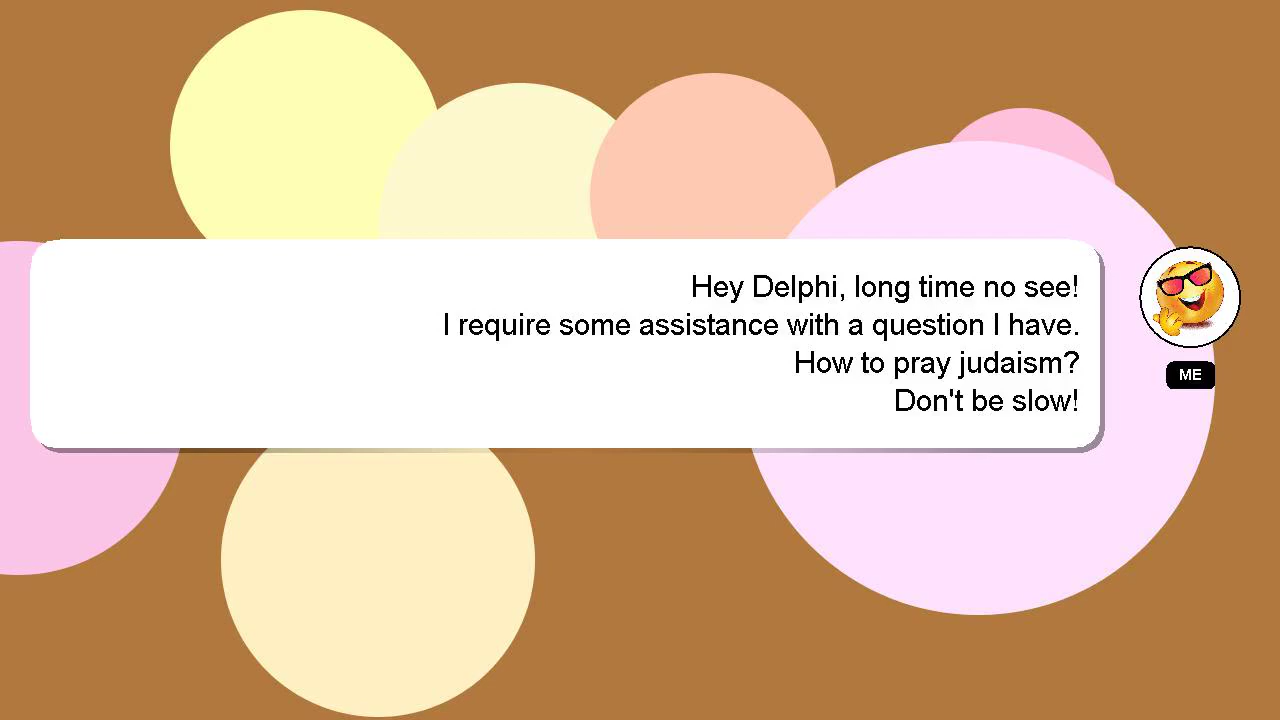 Hey Delphi, long time no see!
I require some assistance with a question I have.
How to pray judaism?
Don't be slow!
ME